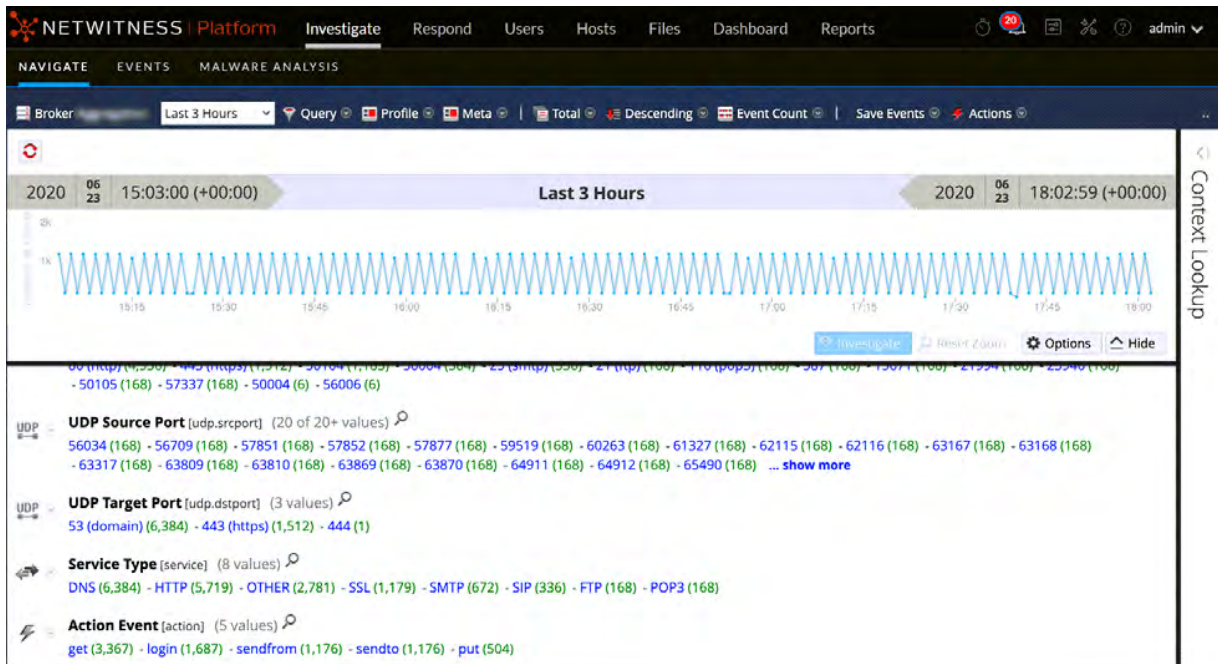 NETWITNESS | Platform Investigate Respond Users Hosts Files Dashboard Reports 20 admin
NAVIGATE EVENTS MALWARE ANALYSIS
Broker Last 3 Hours Query Profile Meta | Total Descending Event Count | Save Events Actions
Context Lookup
2020 06 23 15:03:00 (+00:00) Last 3 Hours 2020 06 23 18:02:59 (+00:00)
2k
1k
15:15 15:30 15:45 16:00 16:15 16:30 16:45 17:00 17:15 17:30 17:45 18:00
Investigate Reset Zoom Options Hide
- 50105 (168) - 57337 (168) - 50004 (6) - 56006 (6)
UDP UDP Source Port [udp.srcport] (20 of 20+ values)
56034 (168) - 56709 (168) - 57851 (168) - 57852 (168) - 57877 (168) - 59519 (168) - 60263 (168) - 61327 (168) - 62115 (168) - 62116 (168) - 63167 (168) - 63168 (168)
- 63317 (168) - 63809 (168) - 63810 (168) - 63869 (168) - 63870 (168) - 64911 (168) - 64912 (168) - 65490 (168) ... show more
UDP UDP Target Port [udp.dstport] (3 values)
53 (domain) (6,384) - 443 (https) (1,512) - 444 (1)
Service Type [service] (8 values)
DNS (6,384) - HTTP (5,719) - OTHER (2,781) - SSL (1,179) - SMTP (672) - SIP (336) - FTP (168) - POP3 (168)
Action Event [action] (5 values)
get (3,367) - login (1,687) - sendfrom (1,176) - sendto (1,176) - put (504)